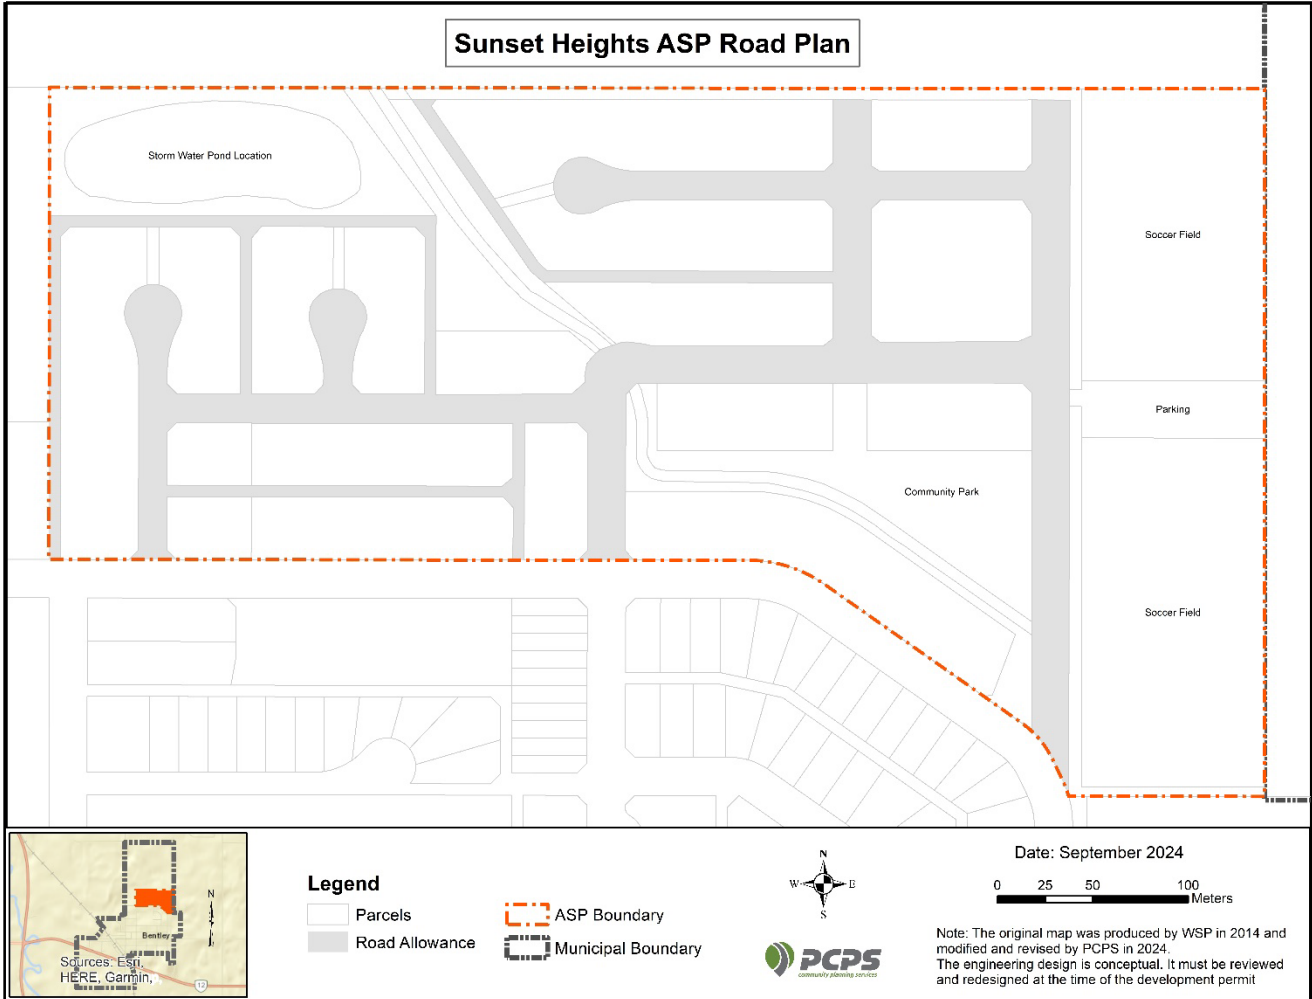 Sunset Heights ASP Road Plan
Storm Water Pond Location
Soccer Field
Parking
Community Park
Soccer Field
Bentley
Sources: Esri,
HERE, Garmin,
12
N
Legend
Parcels
Road Allowance
ASP Boundary
Municipal Boundary
N
W
E
S
PCPS
community planning services
Date: September 2024
0 25 50 100
Meters
Note: The original map was produced by WSP in 2014 and
modified and revised by PCPS in 2024.
The engineering design is conceptual. It must be reviewed
and redesigned at the time of the development permit